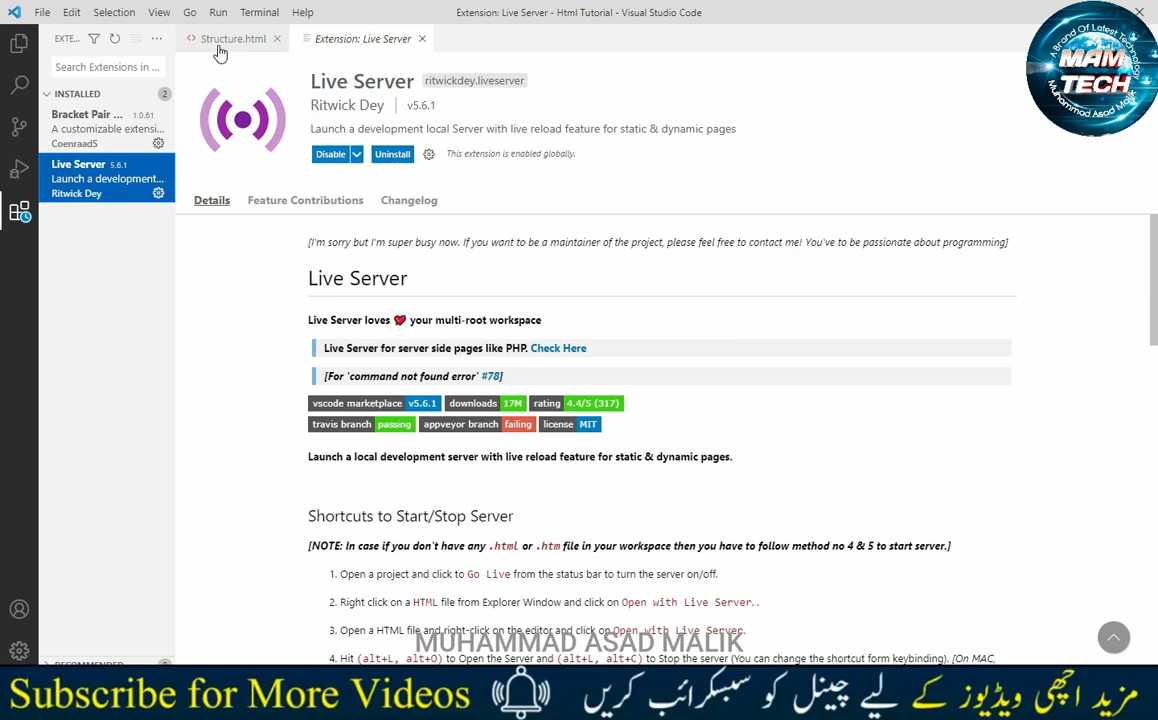 File Edit Selection View Go Run Terminal Help
Extension: Live Server - Html Tutorial - Visual Studio Code
EXTE...
Structure.html
Extension: Live Server
Search Extensions in ...
INSTALLED 2
Bracket Pair ... 1.0.61
A customizable extensi...
CoenraadS
Live Server 5.6.1
Launch a development...
Ritwick Dey
Live Server ritwickdey.liveserver
Ritwick Dey v5.6.1
Launch a development local Server with live reload feature for static & dynamic pages
Disable Uninstall This extension is enabled globally.
Details Feature Contributions Changelog
[I'm sorry but I'm super busy now. If you want to be a maintainer of the project, please feel free to contact me! You've to be passionate about programming]
Live Server
Live Server loves your multi-root workspace
Live Server for server side pages like PHP. Check Here
[For 'command not found error' #78]
vscode marketplace v5.6.1 downloads 17M rating 4.4/5 (317)
travis branch passing appveyor branch failing license MIT
Launch a local development server with live reload feature for static & dynamic pages.
Shortcuts to Start/Stop Server
[NOTE: In case if you don't have any .html or .htm file in your workspace then you have to follow method no 4 & 5 to start server.]
1. Open a project and click to Go Live from the status bar to turn the server on/off.
2. Right click on a HTML file from Explorer Window and click on Open with Live Server..
3. Open a HTML file and right-click on the editor and click on Open with Live Server.
4. Hit (alt+L, alt+O) to Open the Server and (alt+L, alt+C) to Stop the server (You can change the shortcut form keybinding). [On MAC,
MUHAMMAD ASAD MALIK
A Brand Of Latest Technology
MAM
TECH
Muhammad Asad Malik
Subscribe for More Videos
مزید اچھی ویڈیوز کے لیے چینل کو سبسکرائب کریں